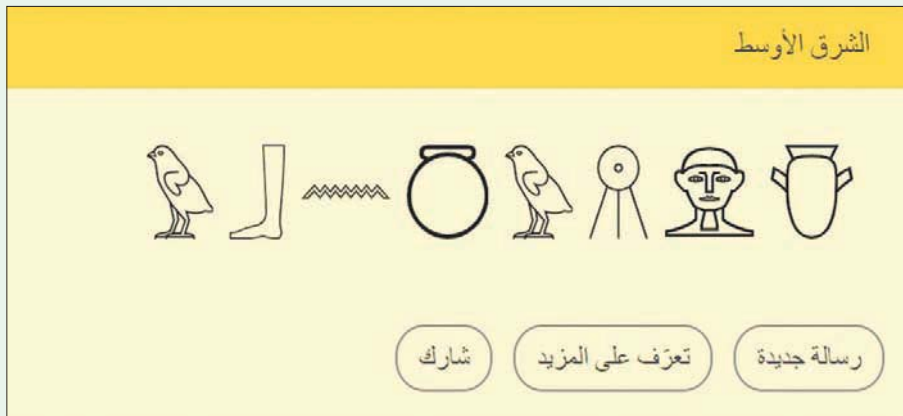 الشرق الأوسط
رسالة جديدة
تعرّف على المزيد
شارك